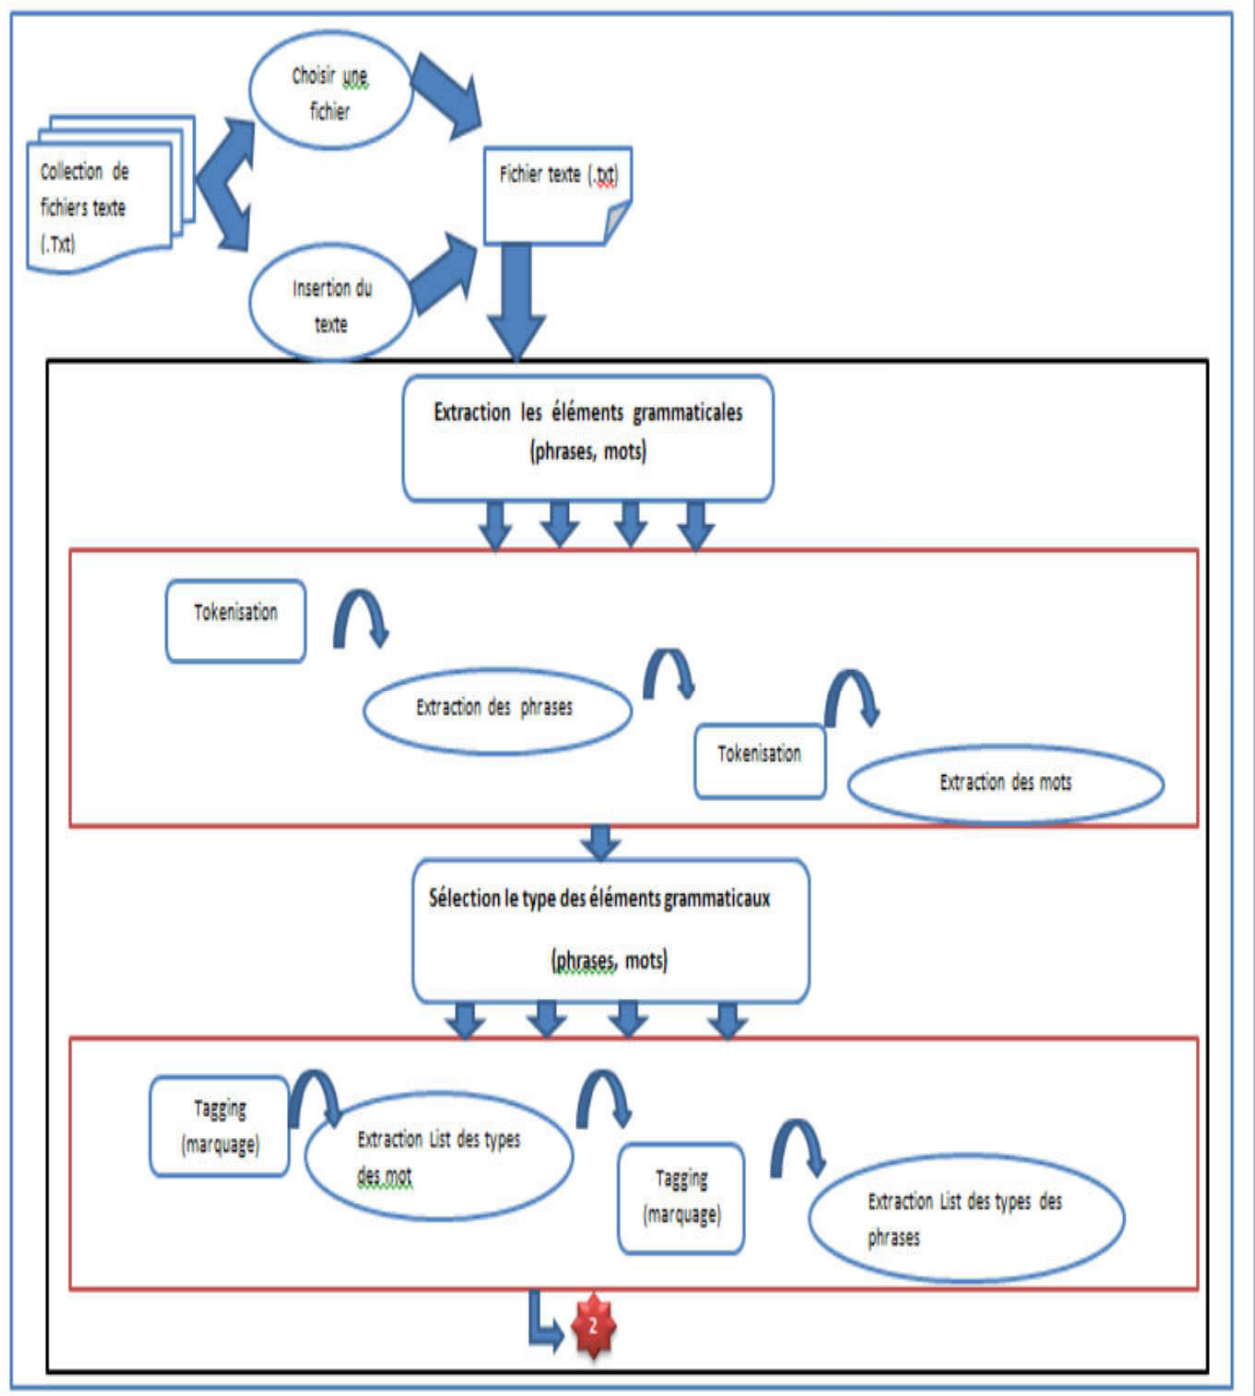 Choisir une
fichier
Collection de
fichiers texte
(.Txt)
Fichier texte (.txt)
Insertion du
texte
Extraction les éléments grammaticales
(phrases, mots)
Tokenisation
Extraction des phrases
Tokenisation
Extraction des mots
Sélection le type des éléments grammaticaux
(phrases, mots)
Tagging
(marquage)
Extraction List des types
des mot
Tagging
(marquage)
Extraction List des types des
phrases
2